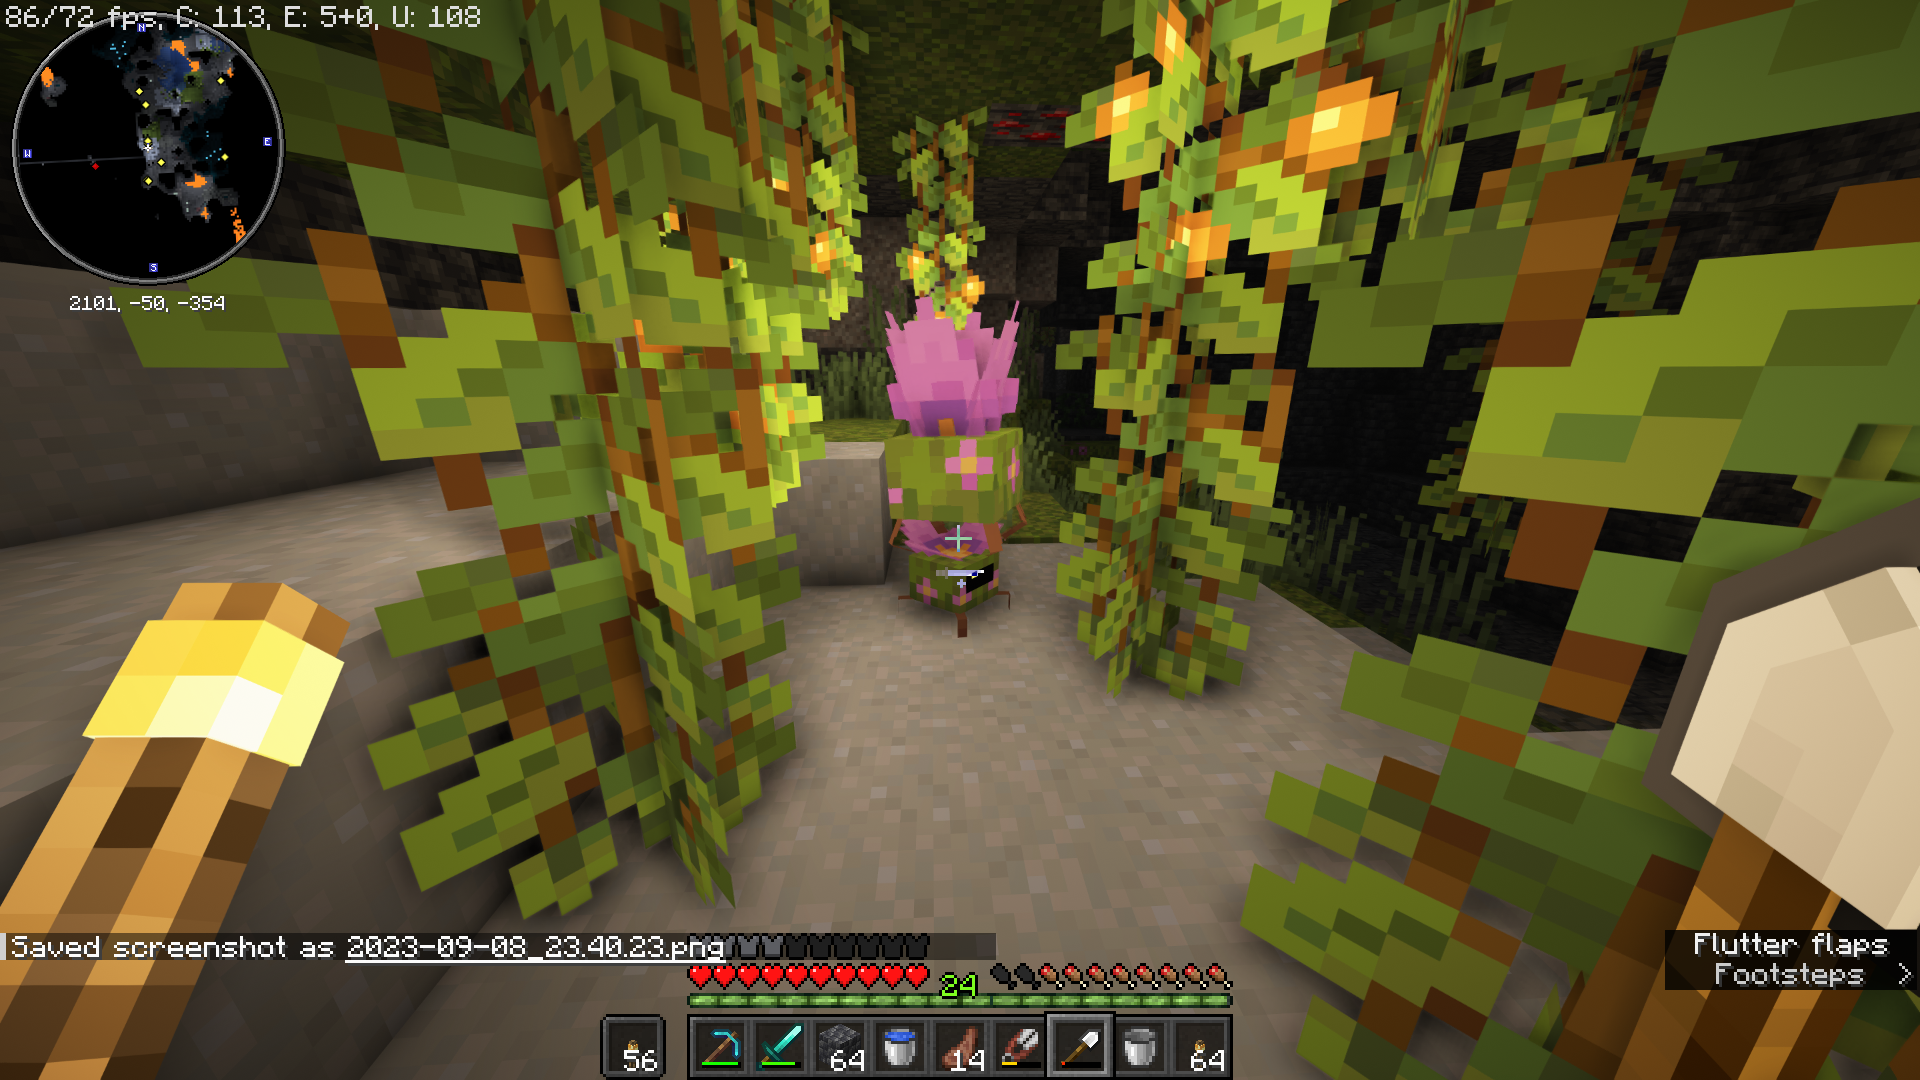 86/72 fps, C: 113, E: 5+0, U: 108
N
W
E
S
2101, -50, -354
Saved screenshot as 2023-09-08_23.40.23.png
Flutter flaps
Footsteps >
24
56
64
14
64